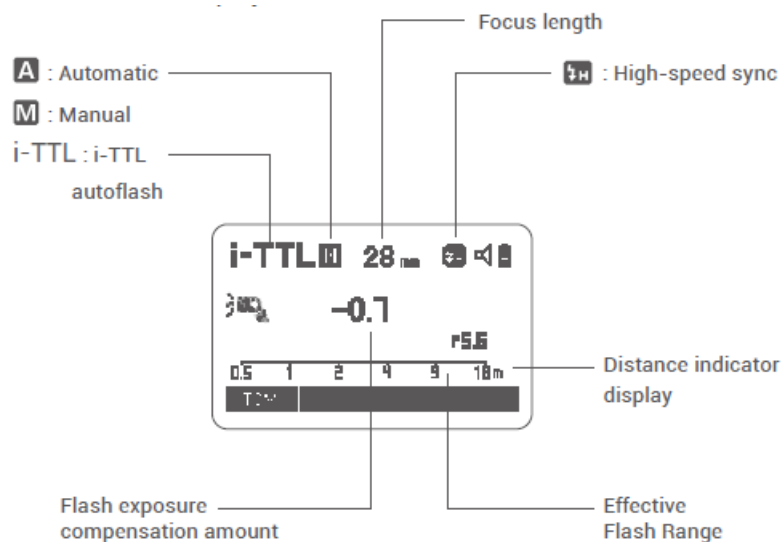 Focus length
A : Automatic
H : High-speed sync
M : Manual
i-TTL : i-TTL
autoflash
i-TTL M 28 mm
-0.7
F5.6
0.5 1 2 4 9 18 m
Distance indicator
display
Flash exposure
compensation amount
Effective
Flash Range